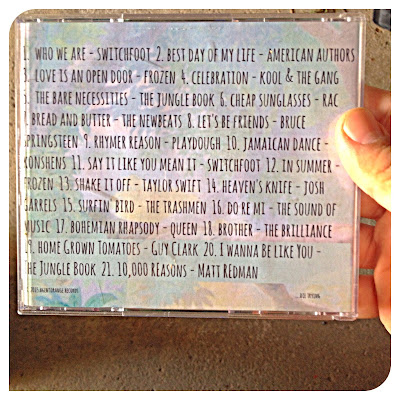 1. WHO WE ARE - SWITCHFOOT 2. BEST DAY OF MY LIFE - AMERICAN AUTHORS
3. LOVE IS AN OPEN DOOR - FROZEN 4. CELEBRATION - KOOL & THE GANG
5. THE BARE NECESSITIES - THE JUNGLE BOOK 6. CHEAP SUNGLASSES - RAC
7. BREAD AND BUTTER - THE NEWBEATS 8. LET'S BE FRIENDS - BRUCE
SPRINGSTEEN 9. RHYMER REASON - PLAYDOUGH 10. JAMAICAN DANCE -
KONSHENS 11. SAY IT LIKE YOU MEAN IT - SWITCHFOOT 12. IN SUMMER -
FROZEN 13. SHAKE IT OFF - TAYLOR SWIFT 14. HEAVEN'S KNIFE - JOSH
GARRELS 15. SURFIN' BIRD - THE TRASHMEN 16. DO RE MI - THE SOUND OF
MUSIC 17. BOHEMIAN RHAPSODY - QUEEN 18. BROTHER - THE BRILLIANCE
19. HOME GROWN TOMATOES - GUY CLARK 20. I WANNA BE LIKE YOU -
THE JUNGLE BOOK 21. 10,000 REASONS - MATT REDMAN
2015 RECORDS